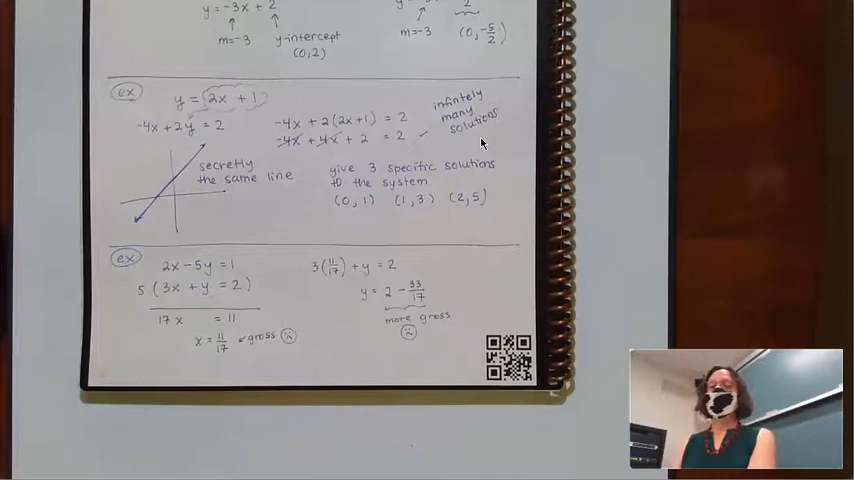 y = -3x + 2
m=-3
y-intercept
(0,2)
2
m=-3
(0, -5/2)
ex
y = 2x + 1
-4x + 2y = 2
-4x + 2(2x+1) = 2
-4x + 4x + 2 = 2
infintely
many
solutions
secretly
the same line
give 3 specific solutions
to the system
(0, 1) (1, 3) (2, 5)
ex
2x - 5y = 1
5 (3x + y = 2)
17x = 11
x = 11/17 ← gross
3(11/17) + y = 2
y = 2 - 33/17
more gross